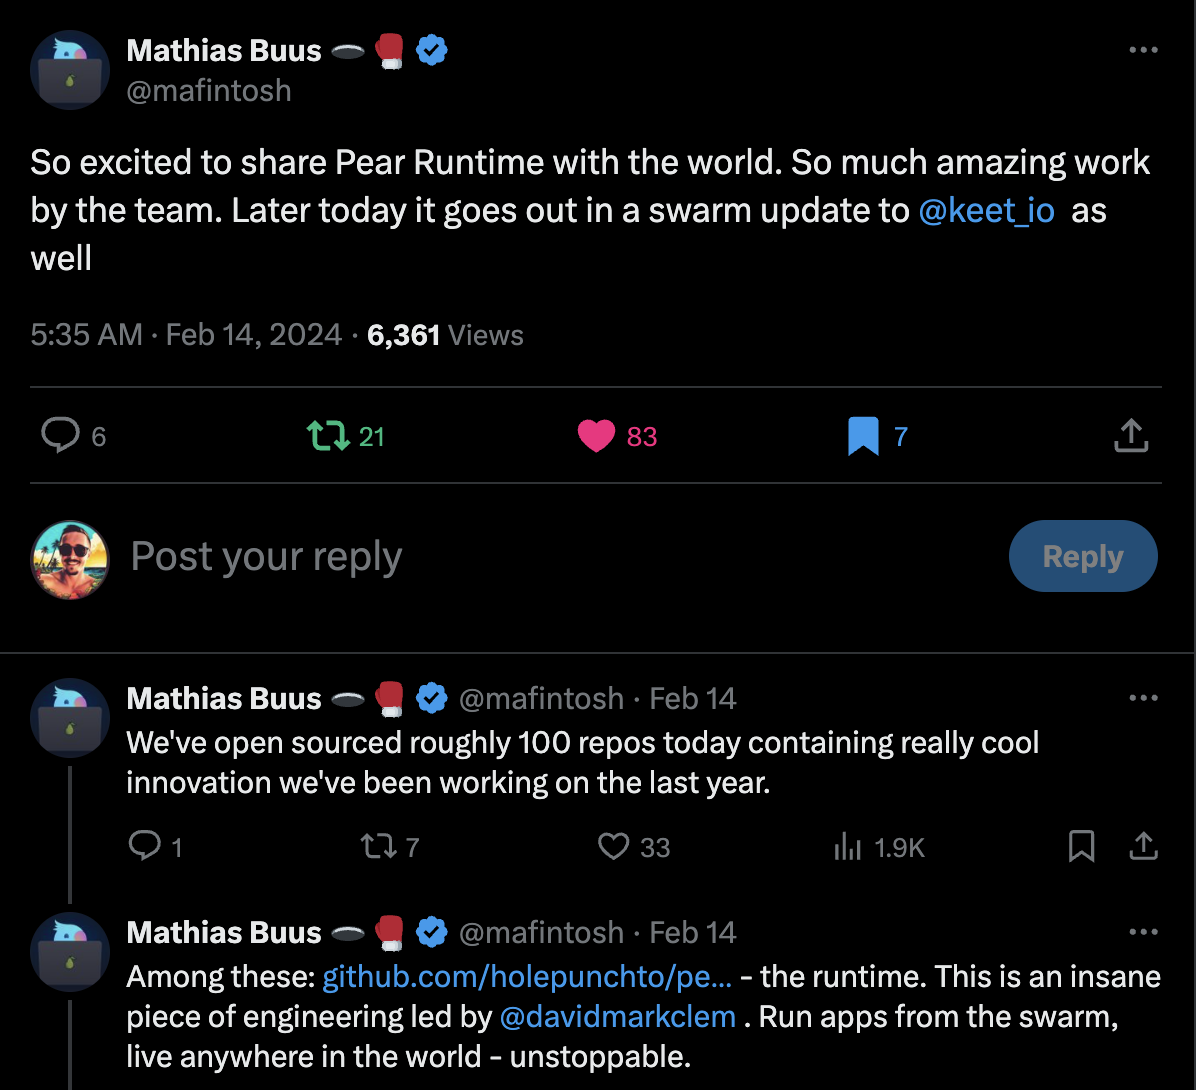 Mathias Buus 🕳🥊
@mafintosh
So excited to share Pear Runtime with the world. So much amazing work
by the team. Later today it goes out in a swarm update to @keet_io as
well
5:35 AM · Feb 14, 2024 · 6,361 Views
6 21 83 7
Post your reply Reply
Mathias Buus 🕳🥊 @mafintosh · Feb 14
We've open sourced roughly 100 repos today containing really cool
innovation we've been working on the last year.
1 7 33 1.9K
Mathias Buus 🕳🥊 @mafintosh · Feb 14
Among these: github.com/holepunchto/pe... - the runtime. This is an insane
piece of engineering led by @davidmarkclem . Run apps from the swarm,
live anywhere in the world - unstoppable.